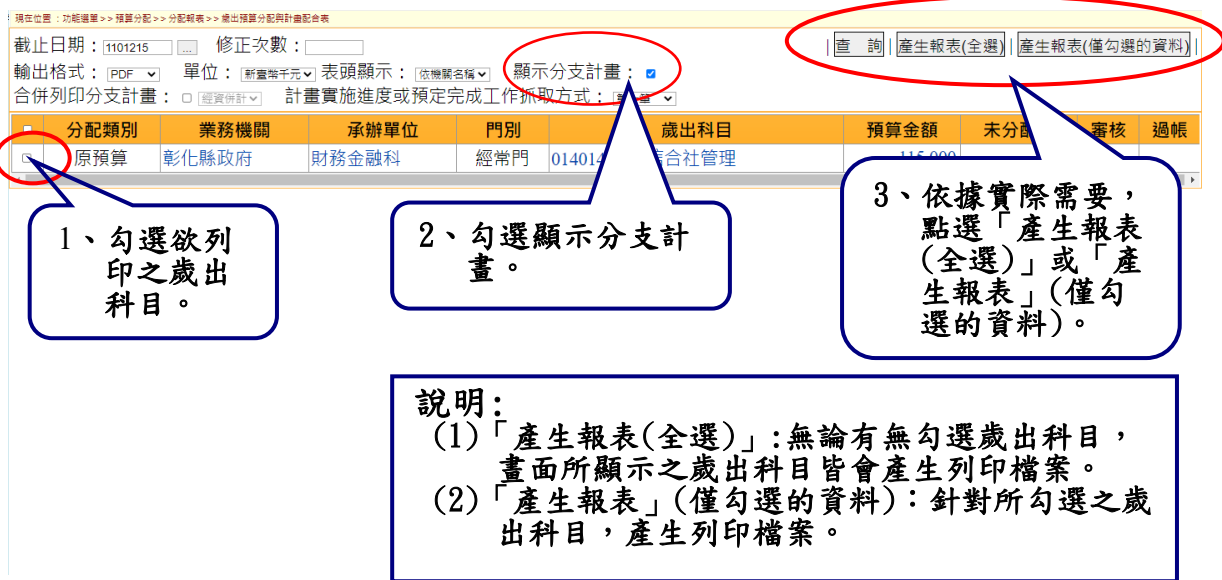 現在位置：功能選單>>預算分配>>分配報表>>歲出預算分配與計畫配合表
截止日期：1101215 ... 修正次數：
|查 詢|產生報表(全選)|產生報表(僅勾選的資料)|
輸出格式：PDF 單位：新臺幣千元 表頭顯示：依機關名稱 顯示分支計畫：
合併列印分支計畫： 經資併計 計畫實施進度或預定完成工作抓取方式：
分配類別 業務機關 承辦單位 門別 歲出科目 預算金額 未分 審核 過帳
原預算 彰化縣政府 財務金融科 經常門 014014 合社管理
1、勾選欲列
印之歲出
科目。
2、勾選顯示分支計
畫。
3、依據實際需要，
點選「產生報表
(全選)」或「產
生報表」(僅勾
選的資料)。
說明:
(1)「產生報表(全選)」:無論有無勾選歲出科目，
畫面所顯示之歲出科目皆會產生列印檔案。
(2)「產生報表」(僅勾選的資料)：針對所勾選之歲
出科目，產生列印檔案。